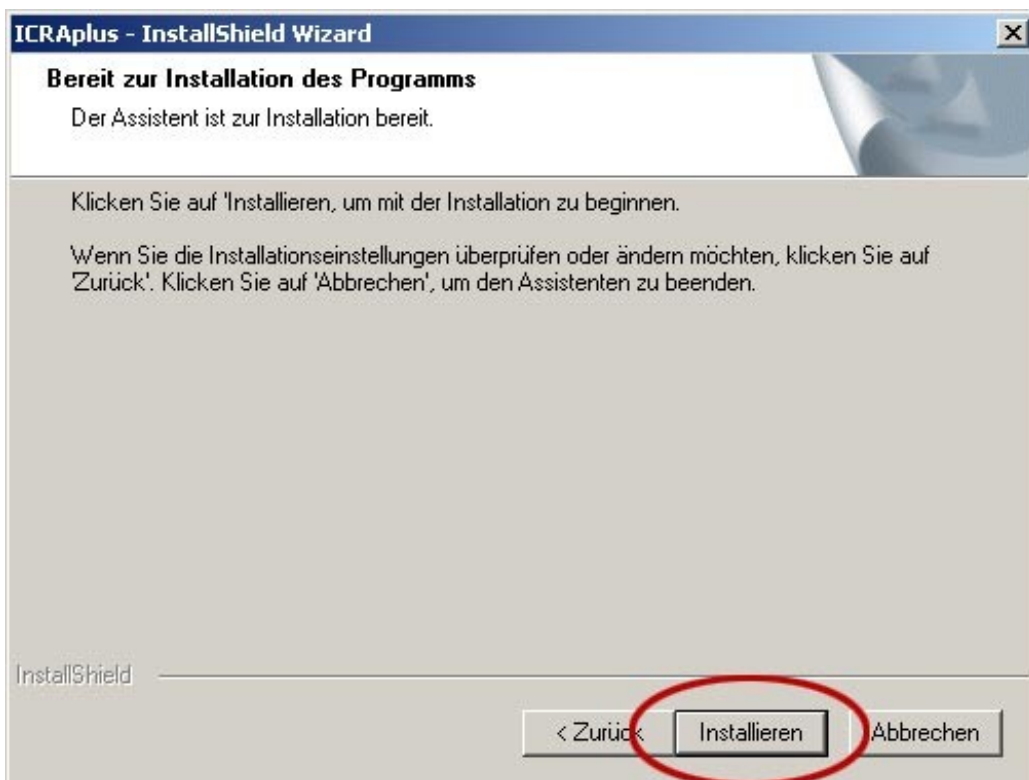 ICRAplus - InstallShield Wizard
Bereit zur Installation des Programms
Der Assistent ist zur Installation bereit.
Klicken Sie auf 'Installieren, um mit der Installation zu beginnen.
Wenn Sie die Installationseinstellungen überprüfen oder ändern möchten, klicken Sie auf
'Zurück'. Klicken Sie auf 'Abbrechen', um den Assistenten zu beenden.
InstallShield
< Zurück Installieren Abbrechen